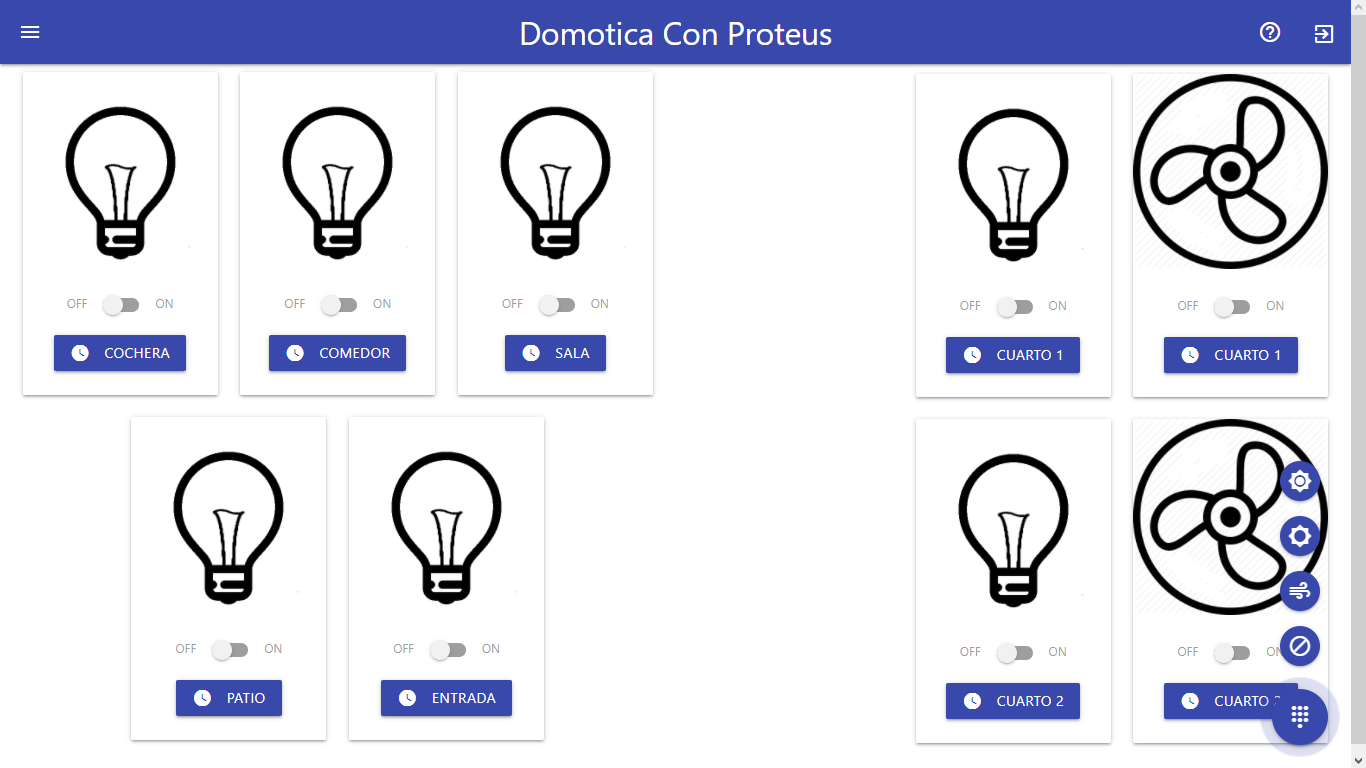 Domotica Con Proteus
OFF ON
COCHERA
OFF ON
COMEDOR
OFF ON
SALA
OFF ON
CUARTO 1
OFF ON
CUARTO 1
OFF ON
PATIO
OFF ON
ENTRADA
OFF ON
CUARTO 2
OFF ON
CUARTO